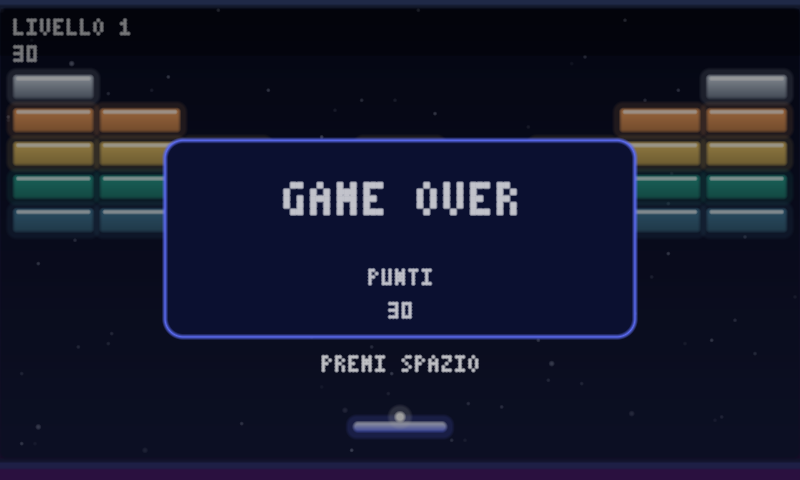 LIVELLO 1
30
GAME OVER
PUNTI
30
PREMI SPAZIO